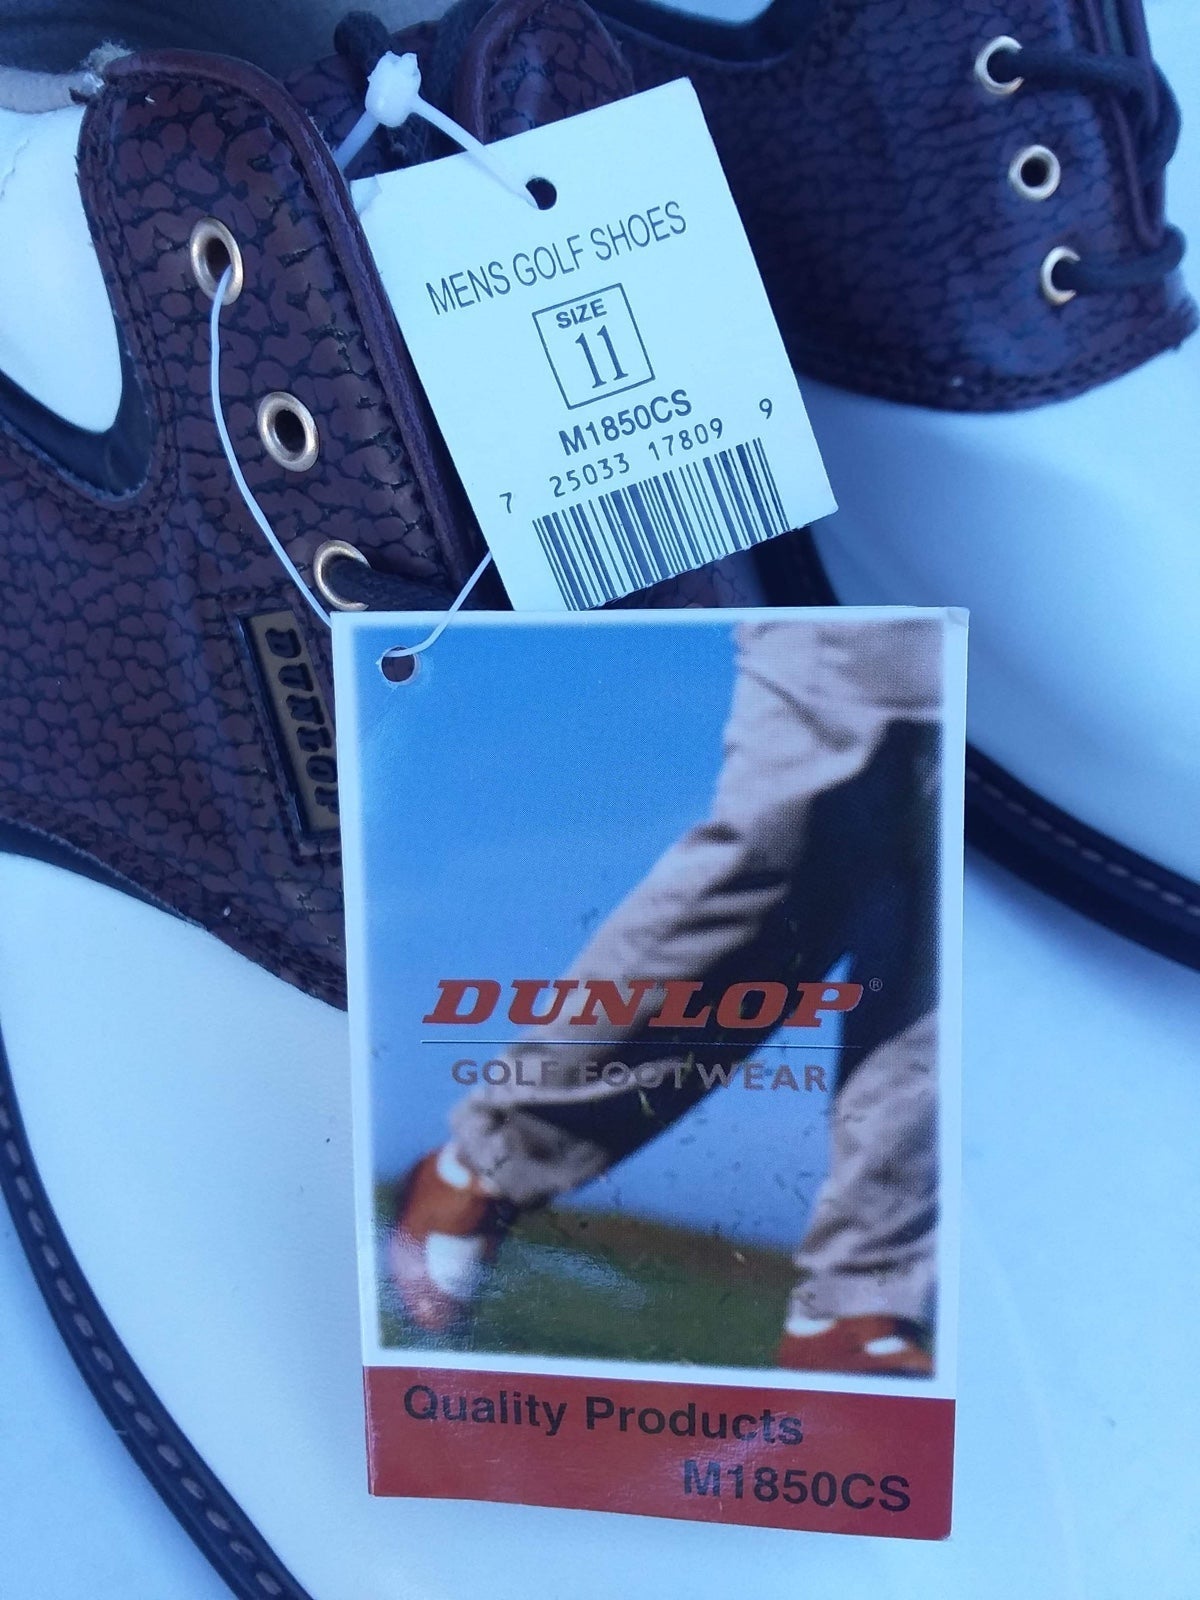 MENS GOLF SHOES
SIZE
11
M1850CS
7 25033 17809 9
DUNLOP
DUNLOP®
GOLF FOOTWEAR
Quality Products
M1850CS